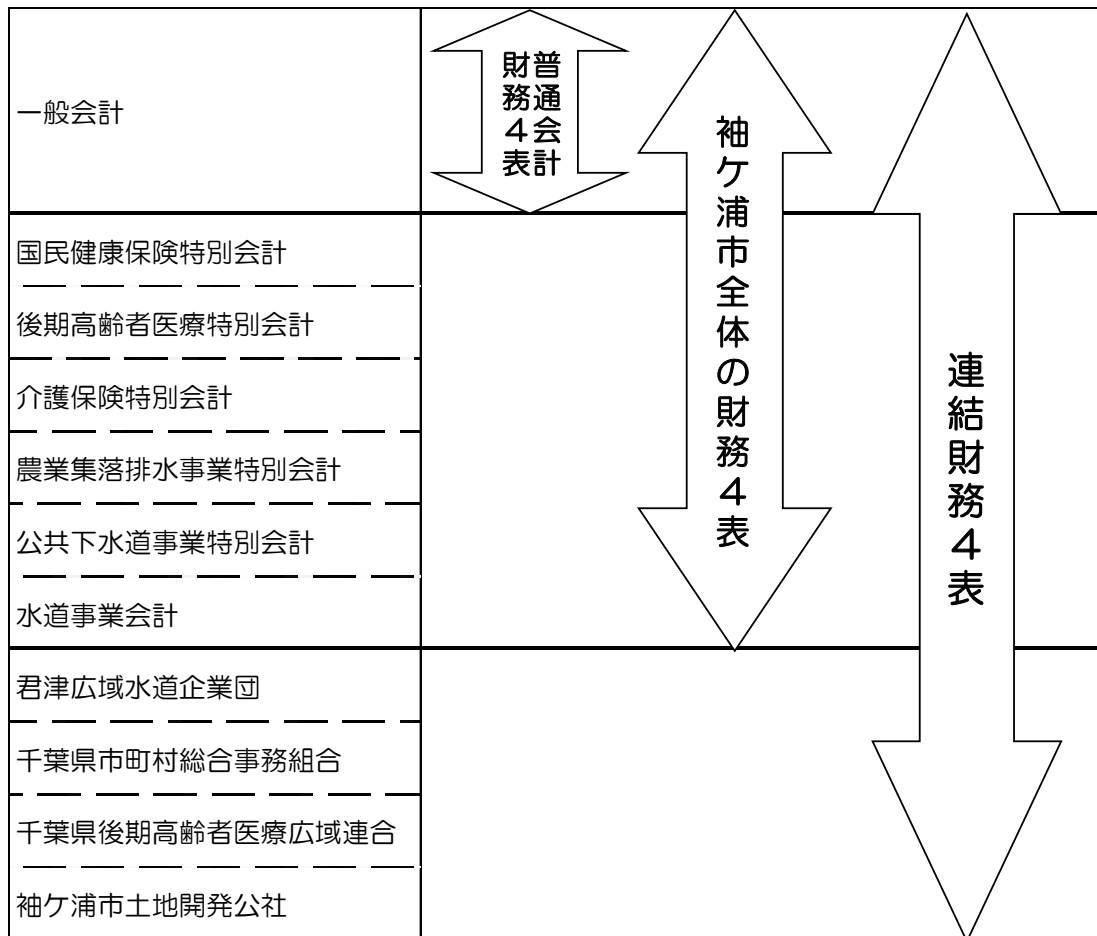 一般会計
普通会計
財務４表
袖ケ浦市全体の財務４表
連結財務４表
国民健康保険特別会計
後期高齢者医療特別会計
介護保険特別会計
農業集落排水事業特別会計
公共下水道事業特別会計
水道事業会計
君津広域水道企業団
千葉県市町村総合事務組合
千葉県後期高齢者医療広域連合
袖ケ浦市土地開発公社